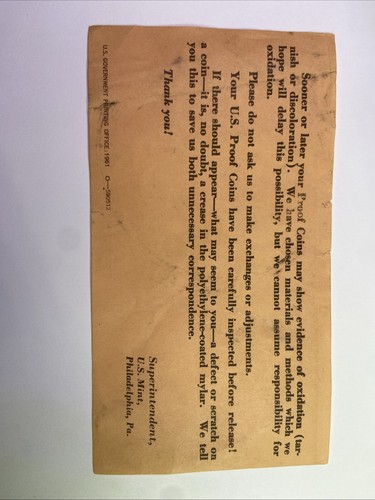 Sooner or later your Proof Coins may show evidence of oxidation (tar-
nish or discoloration). We have chosen materials and methods which we
hope will delay this possibility, but we cannot assume responsibility for
oxidation.
Please do not ask us to make exchanges or adjustments.
Your U.S. Proof Coins have been carefully inspected before release!
If there should appear—what may seem to you—a defect or scratch on
a coin—it is, no doubt, a crease in the polyethylene-coated mylar. We tell
you this to save us both unnecessary correspondence.
Thank you!
Superintendent,
U.S. Mint,
Philadelphia, Pa.
U.S. GOVERNMENT PRINTING OFFICE : 1961